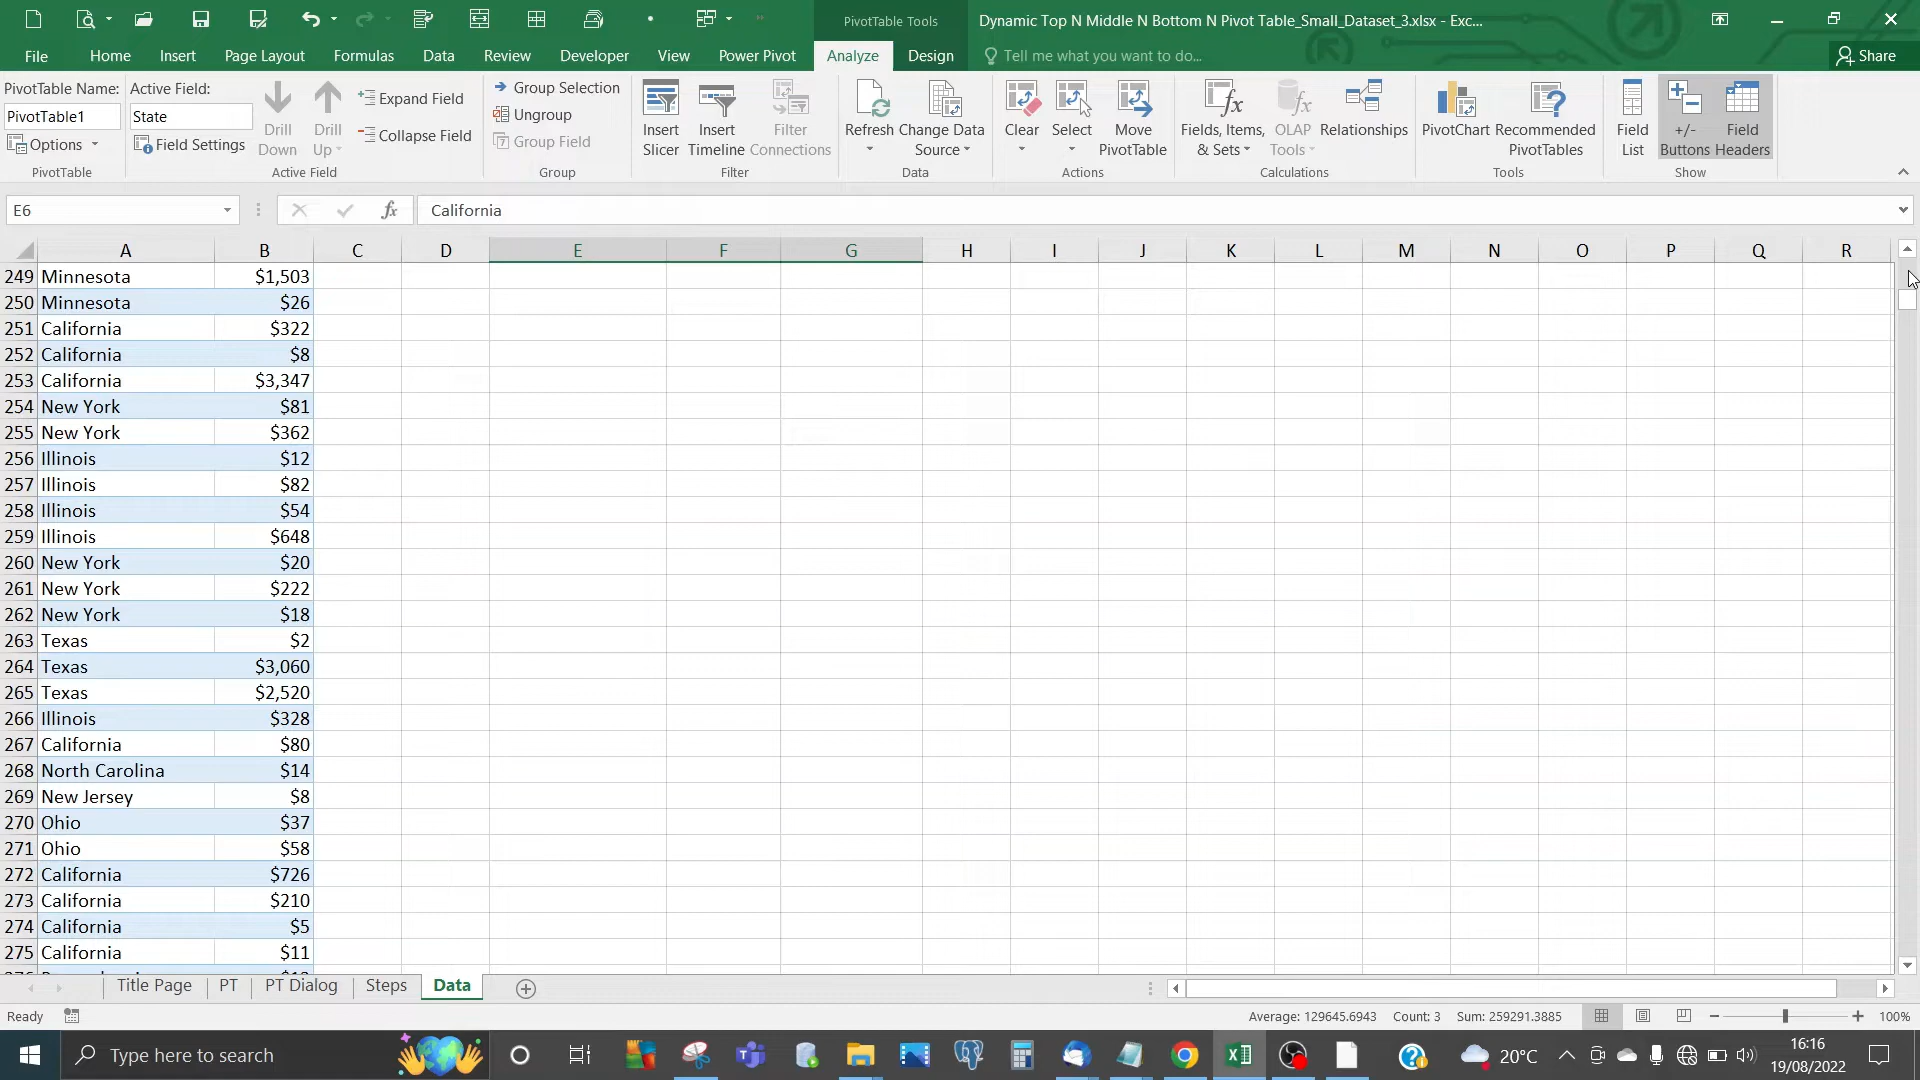 PivotTable Tools
Dynamic Top N Middle N Bottom N Pivot Table_Small_Dataset_3.xlsx - Exc...
File Home Insert Page Layout Formulas Data Review Developer View Power Pivot Analyze Design Tell me what you want to do... Share
PivotTable Name:
PivotTable1
Options
PivotTable
Active Field:
State
Field Settings
Drill Down
Drill Up
Expand Field
Collapse Field
Active Field
Group Selection
Ungroup
Group Field
Group
Insert Slicer
Insert Timeline
Filter Connections
Filter
Refresh
Change Data Source
Data
Clear
Select
Move PivotTable
Actions
Fields, Items, & Sets
OLAP Tools
Relationships
Calculations
PivotChart
Recommended PivotTables
Tools
Field List
+/- Buttons
Field Headers
Show
E6 fx California
A B C D E F G H I J K L M N O P Q R
249 Minnesota $1,503
250 Minnesota $26
251 California $322
252 California $8
253 California $3,347
254 New York $81
255 New York $362
256 Illinois $12
257 Illinois $82
258 Illinois $54
259 Illinois $648
260 New York $20
261 New York $222
262 New York $18
263 Texas $2
264 Texas $3,060
265 Texas $2,520
266 Illinois $328
267 California $80
268 North Carolina $14
269 New Jersey $8
270 Ohio $37
271 Ohio $58
272 California $726
273 California $210
274 California $5
275 California $11
Title Page PT PT Dialog Steps Data
Ready Average: 129645.6943 Count: 3 Sum: 259291.3885 100%
Type here to search 20°C 16:16
19/08/2022